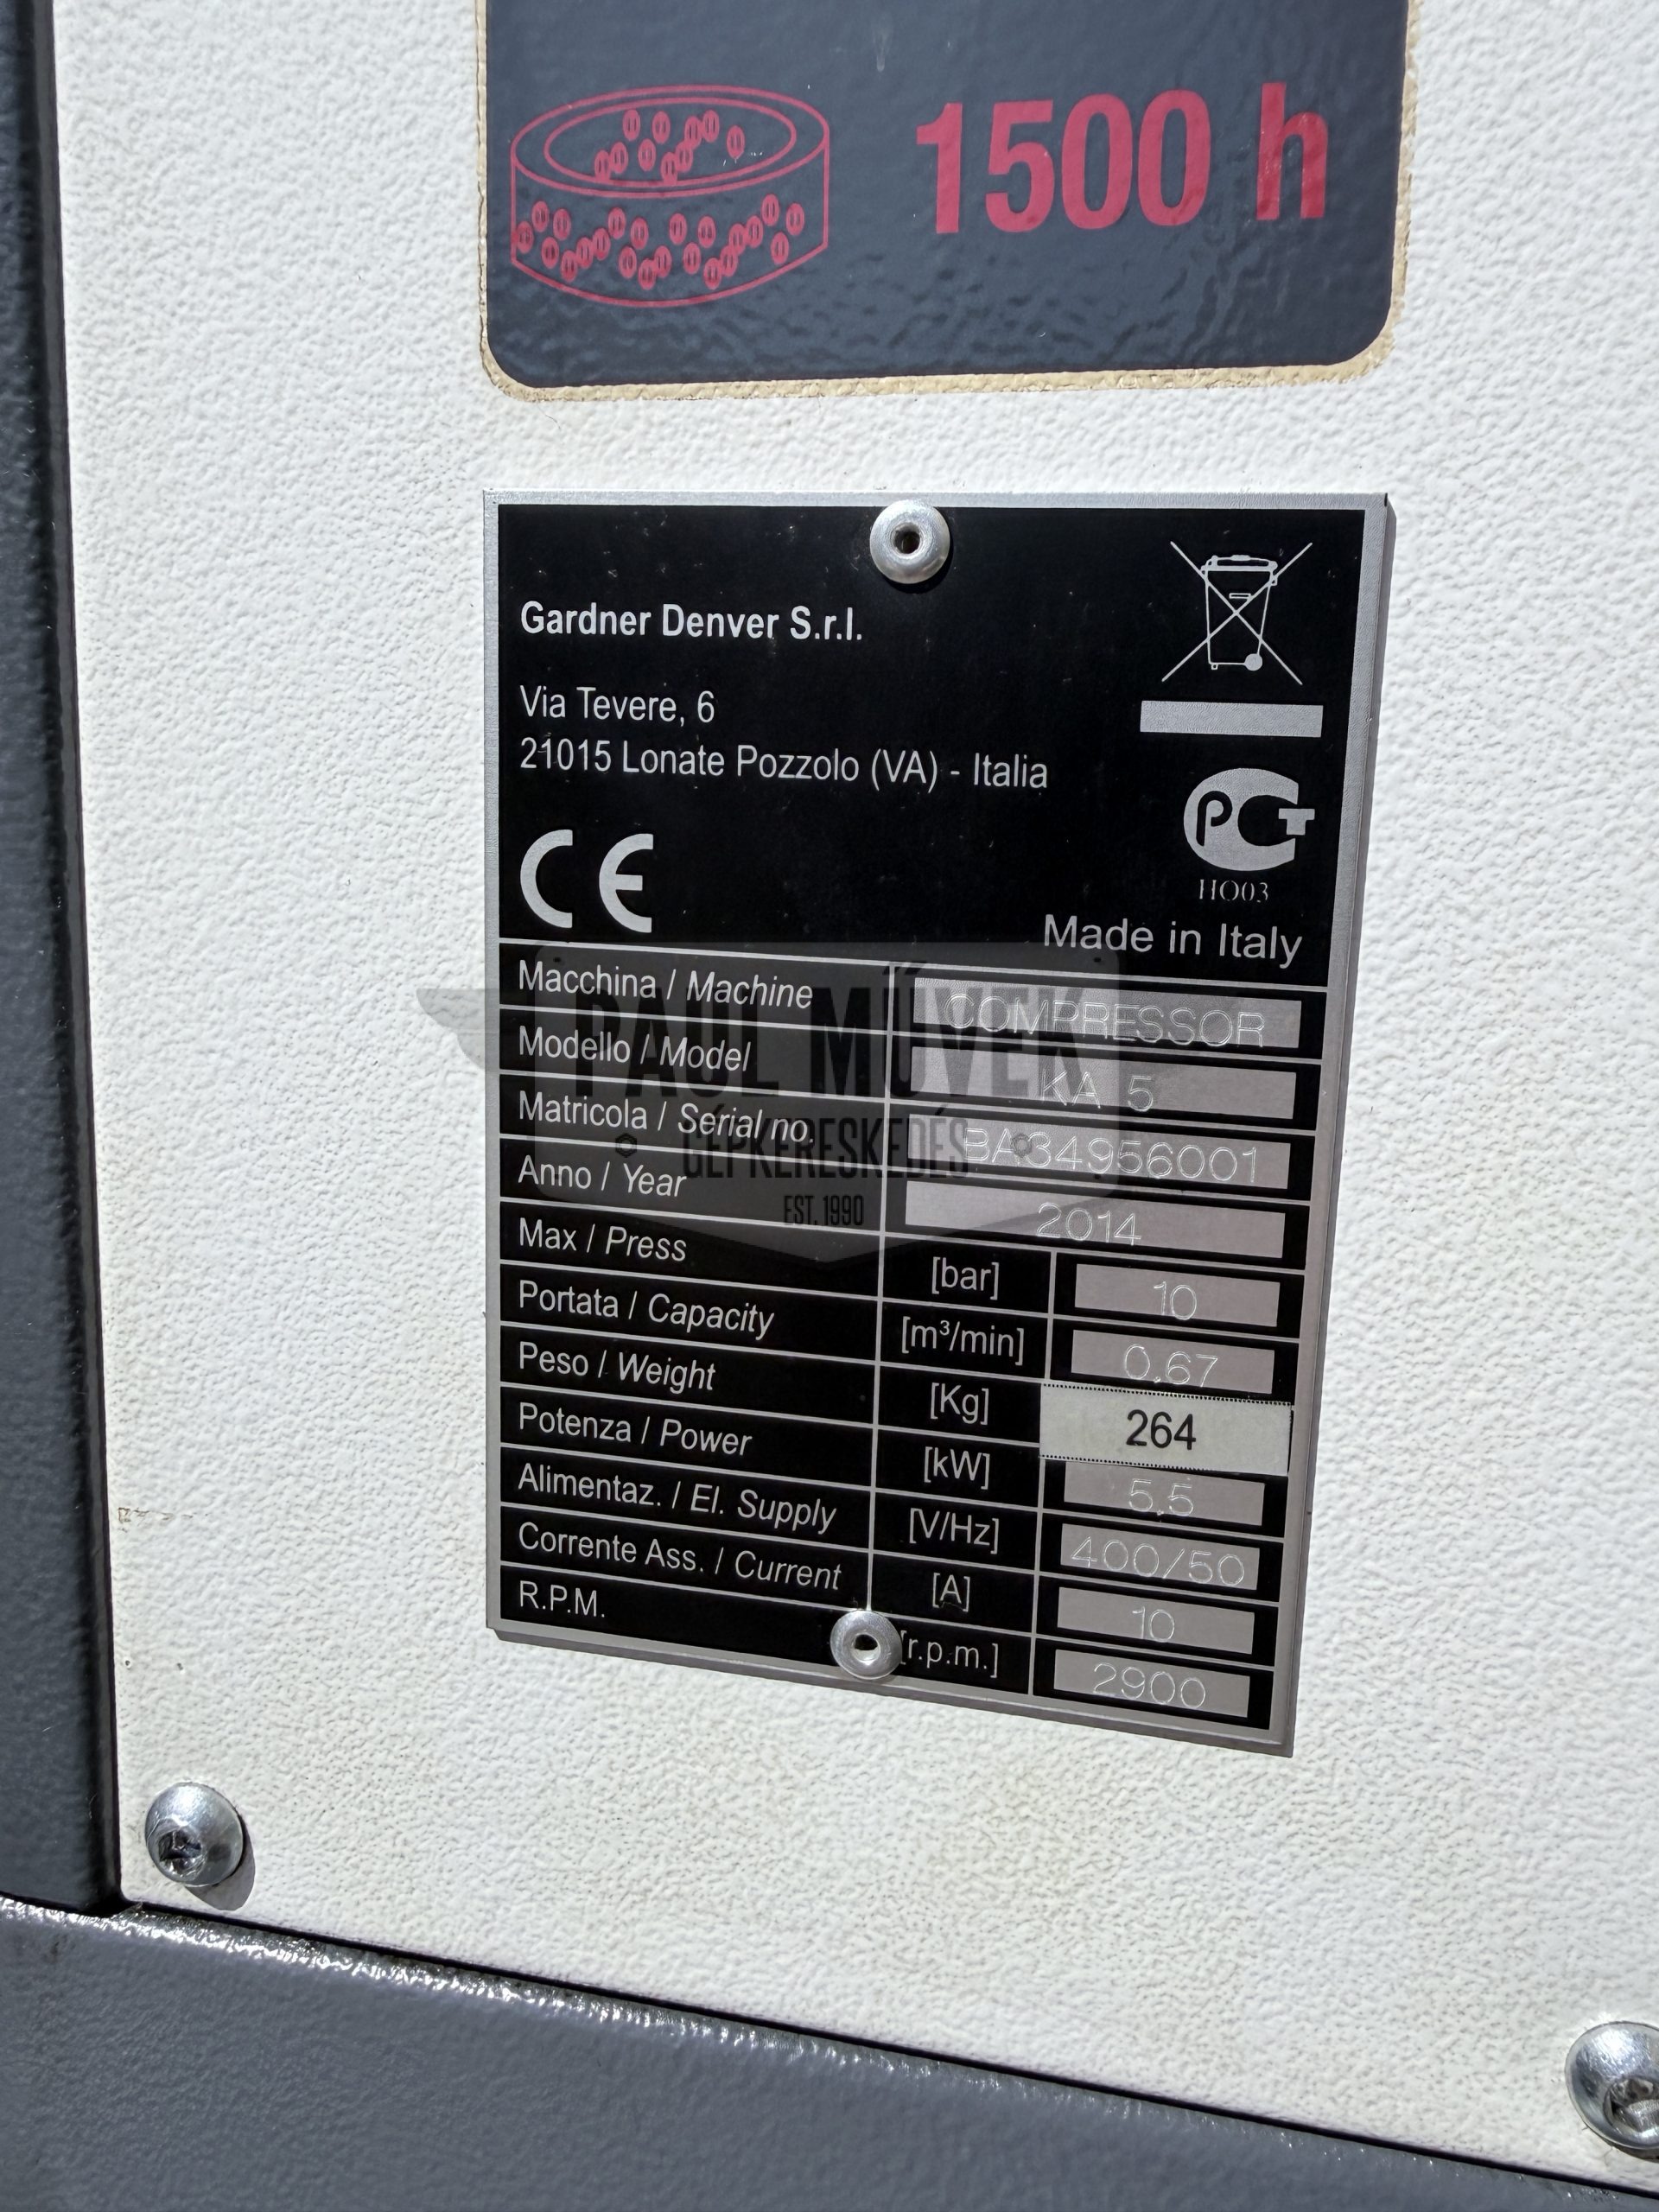 1500 h
Gardner Denver S.r.l.
Via Tevere, 6
21015 Lonate Pozzolo (VA) - Italia
CE
PCT
HO03
Made in Italy
Macchina / Machine COMPRESSOR
Modello / Model KA 5
Matricola / Serial no. BA34956001
Anno / Year 2014
Max / Press [bar] 10
Portata / Capacity [m³/min] 0,67
Peso / Weight [Kg] 264
Potenza / Power [kW] 5,5
Alimentaz. / El. Supply [V/Hz] 400/50
Corrente Ass. / Current [A] 10
R.P.M. [r.p.m.] 2900
PAUL MŰVEK
GÉPKERESKEDÉS
EST. 1990